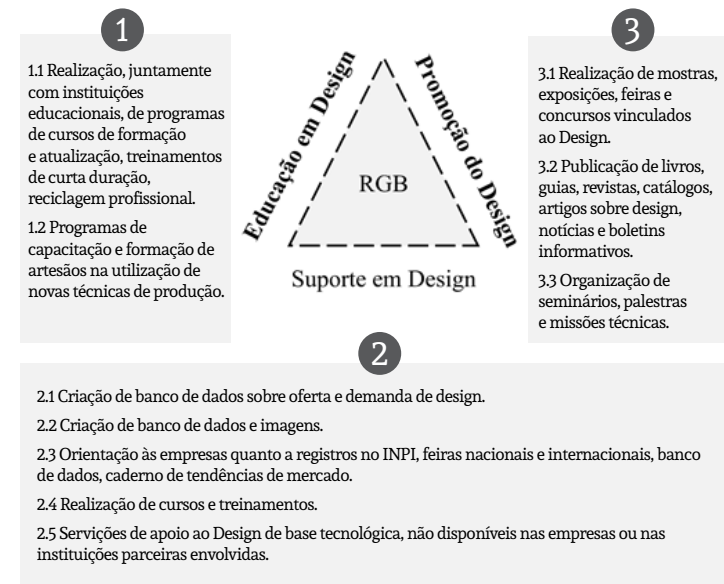 1
1.1 Realização, juntamente
com instituições
educacionais, de programas
de cursos de formação
e atualização, treinamentos
de curta duração,
reciclagem profissional.
1.2 Programas de
capacitação e formação de
artesãos na utilização de
novas técnicas de produção.
Educação em Design
Promoção do Design
RGB
Suporte em Design
3
3.1 Realização de mostras,
exposições, feiras e
concursos vinculados
ao Design.
3.2 Publicação de livros,
guias, revistas, catálogos,
artigos sobre design,
notícias e boletins
informativos.
3.3 Organização de
seminários, palestras
e missões técnicas.
2
2.1 Criação de banco de dados sobre oferta e demanda de design.
2.2 Criação de banco de dados e imagens.
2.3 Orientação às empresas quanto a registros no INPI, feiras nacionais e internacionais, banco
de dados, caderno de tendências de mercado.
2.4 Realização de cursos e treinamentos.
2.5 Servições de apoio ao Design de base tecnológica, não disponíveis nas empresas ou nas
instituições parceiras envolvidas.